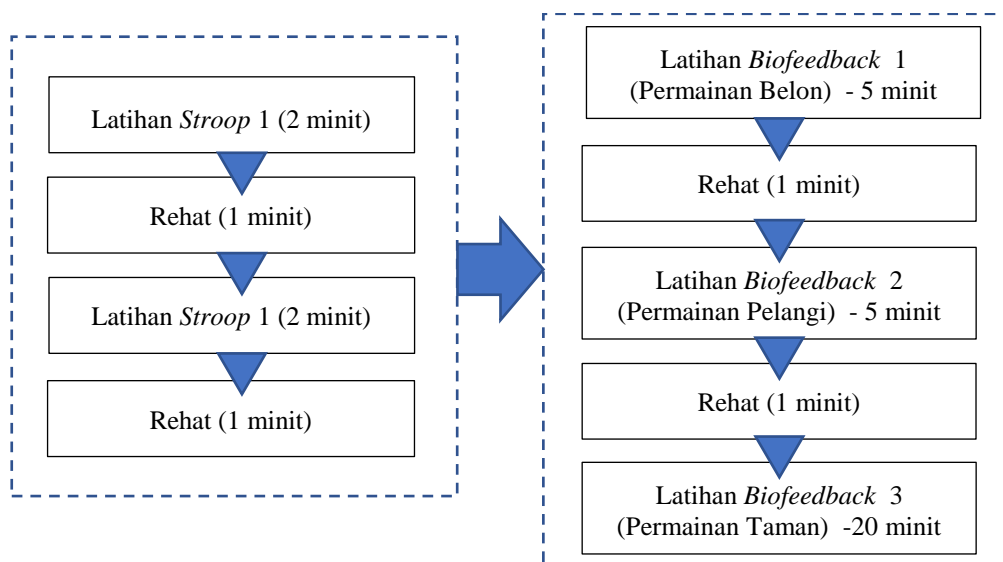 Latihan Stroop 1 (2 minit)
Rehat (1 minit)
Latihan Stroop 1 (2 minit)
Rehat (1 minit)
Latihan Biofeedback 1
(Permainan Belon) - 5 minit
Rehat (1 minit)
Latihan Biofeedback 2
(Permainan Pelangi) - 5 minit
Rehat (1 minit)
Latihan Biofeedback 3
(Permainan Taman) -20 minit